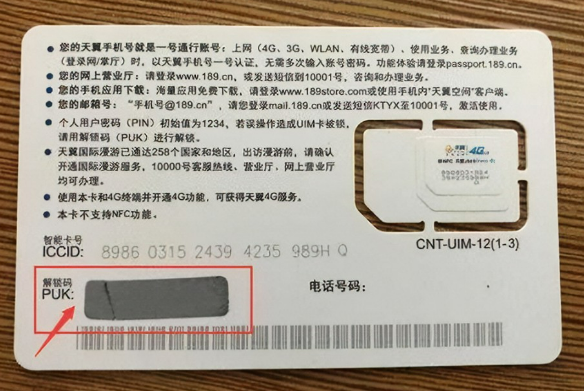 您的天翼手机号就是一号通行账号：上网（4G、3G、WLAN、有线宽带）、使用业务、查询办理业务
（登录网/掌厅）时，以天翼手机号一号认证，无需多次输入账号密码。功能体验请登录passport.189.cn。
您的网上营业厅：请登录www.189.cn，或发送短信到10001号，咨询和办理业务。
您的手机应用下载：海量应用免费下载，请登录www.189store.com或使用手机内"天翼空间"客户端。
您的邮箱号："手机号@189.cn"，请您登录mail.189.cn或发送短信KTYX至10001号，激活使用。
个人用户密码（PIN）初始值为1234，若误操作造成UIM卡被锁，
请用解锁码（PUK）进行解锁。
天翼国际漫游已通达258个国家和地区，出访漫游前，请确认
开通国际漫游服务，10000号客服热线、营业厅、网上营业厅
均可办理。
使用本卡和4G终端并开通4G功能，可获得天翼4G服务。
本卡不支持NFC功能。
天翼 4G
智能卡号
ICCID: 8986 0315 2439 4235 989H Q
CNT-UIM-12(1-3)
解锁码
PUK:
电话号码：